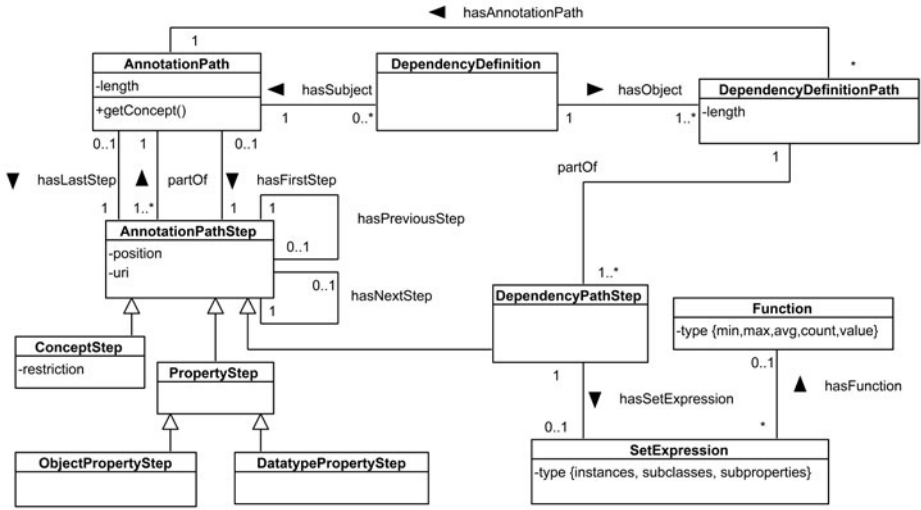 ◄ hasAnnotationPath
1
*
AnnotationPath
-length
+getConcept()
◄ hasSubject
1
0..*
DependencyDefinition
► hasObject
1
1..*
DependencyDefinitionPath
-length
0..1
1
0..1
1
▼ hasLastStep
▲ partOf
▼ hasFirstStep
partOf
1
1..*
1
1
hasPreviousStep
0..1
AnnotationPathStep
-position
-uri
0..1
hasNextStep
1
1..*
DependencyPathStep
Function
-type {min,max,avg,count,value}
ConceptStep
-restriction
PropertyStep
1
0..1
▼ hasSetExpression
▲ hasFunction
0..1
*
ObjectPropertyStep
DatatypePropertyStep
SetExpression
-type {instances, subclasses, subproperties}